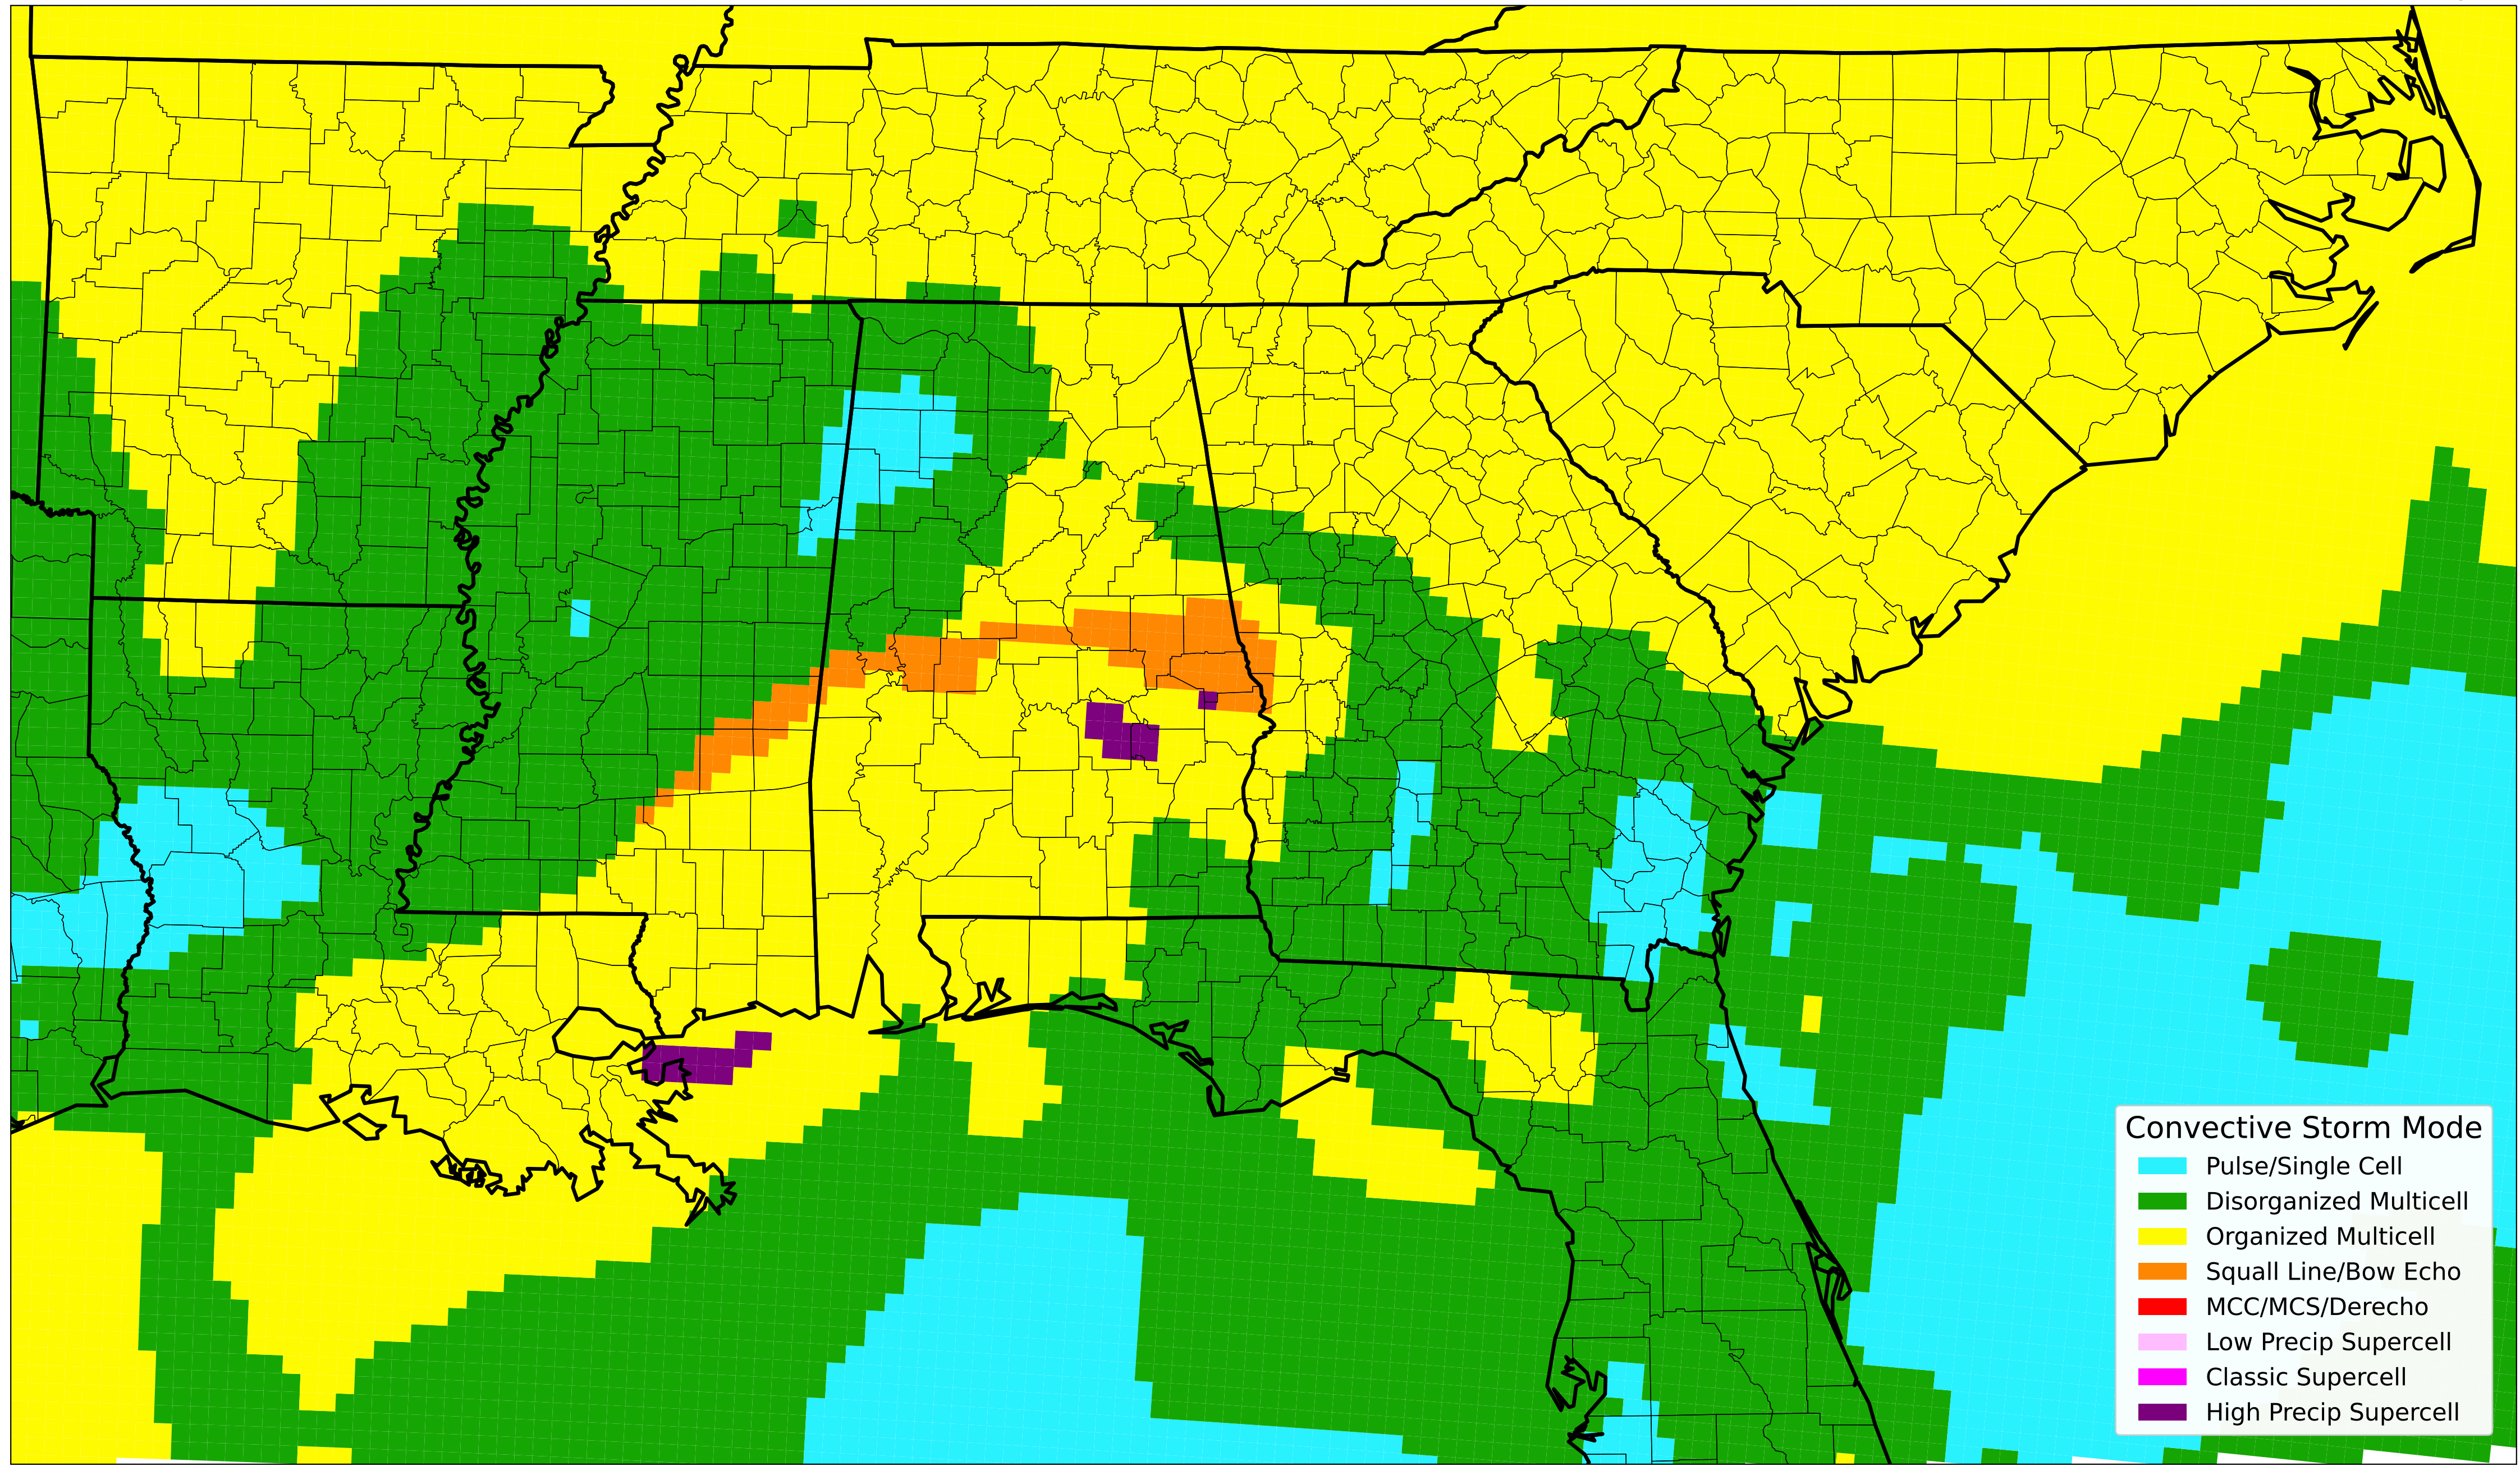 Convective Storm Mode
Pulse/Single Cell
Disorganized Multicell
Organized Multicell
Squall Line/Bow Echo
MCC/MCS/Derecho
Low Precip Supercell
Classic Supercell
High Precip Supercell